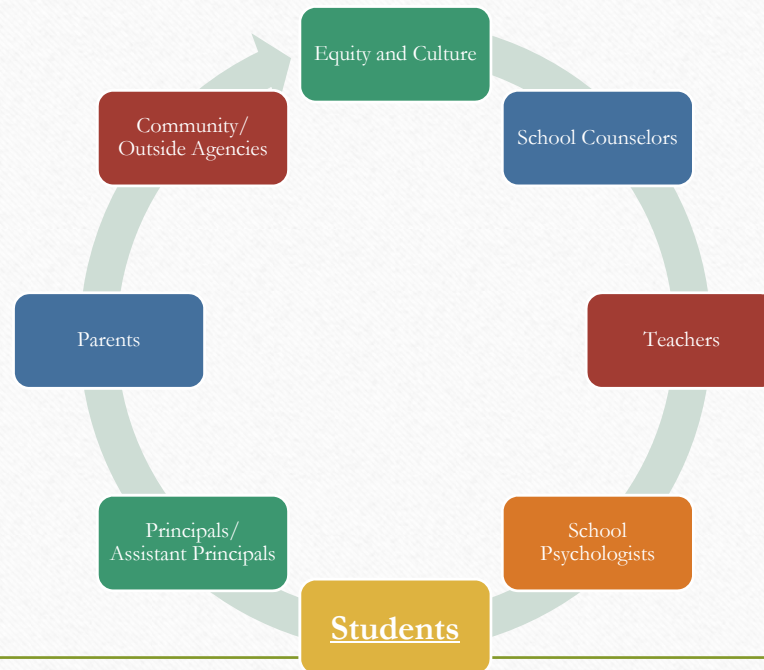 Equity and Culture
School Counselors
Teachers
School
Psychologists
Students
Principals/
Assistant Principals
Parents
Community/
Outside Agencies